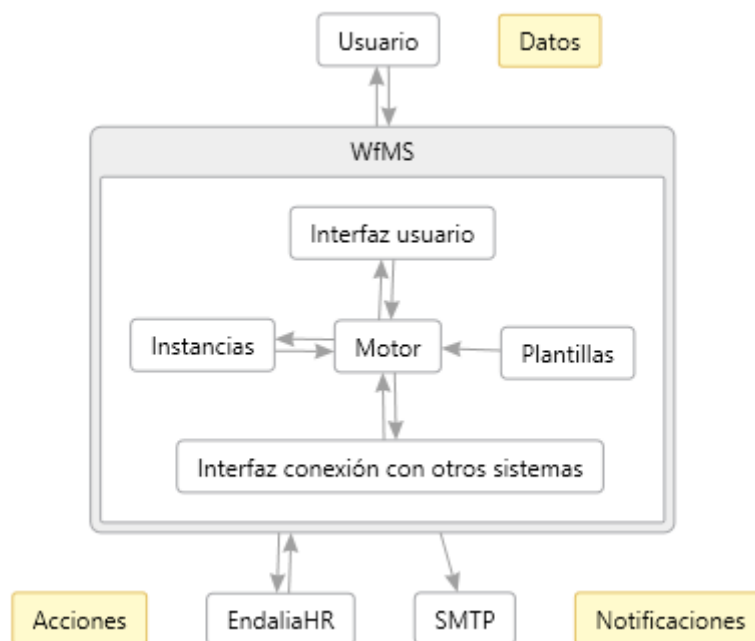 Usuario
Datos
WfMS
Interfaz usuario
Instancias
Motor
Plantillas
Interfaz conexión con otros sistemas
Acciones
EndaliaHR
SMTP
Notificaciones